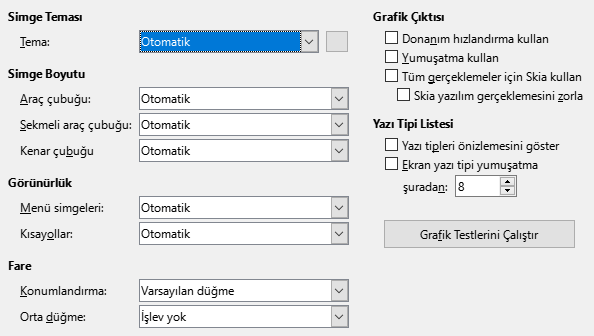 Simge Teması
Tema: Otomatik
Simge Boyutu
Araç çubuğu: Otomatik
Sekmeli araç çubuğu: Otomatik
Kenar çubuğu Otomatik
Görünürlük
Menü simgeleri: Otomatik
Kısayollar: Otomatik
Fare
Konumlandırma: Varsayılan düğme
Orta düğme: İşlev yok
Grafik Çıktısı
Donanım hızlandırma kullan
Yumuşatma kullan
Tüm gerçeklemeler için Skia kullan
Skia yazılım gerçeklemesini zorla
Yazı Tipi Listesi
Yazı tipleri önizlemesini göster
Ekran yazı tipi yumuşatma
şuradan: 8
Grafik Testlerini Çalıştır